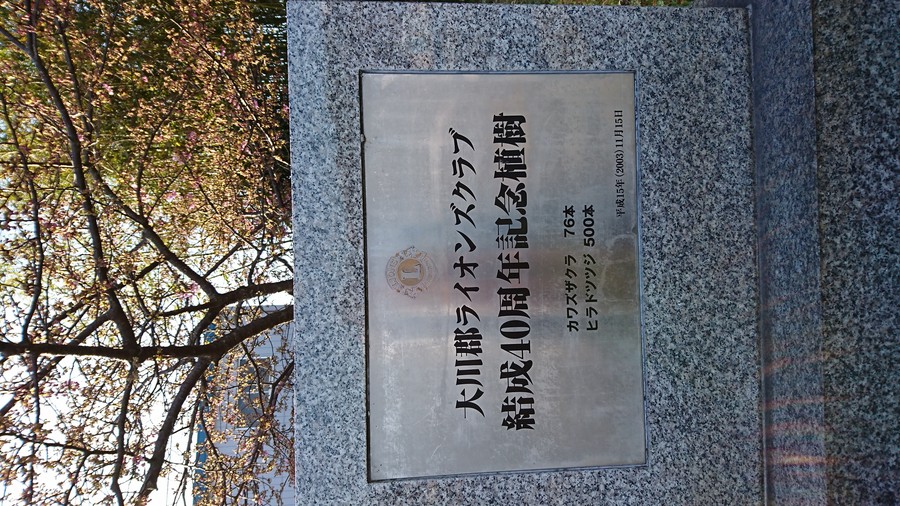 L
大川郡ライオンズクラブ
結成40周年記念植樹
カワズザクラ 76本
ヒラドツツジ 500本
平成15年(2003)11月15日